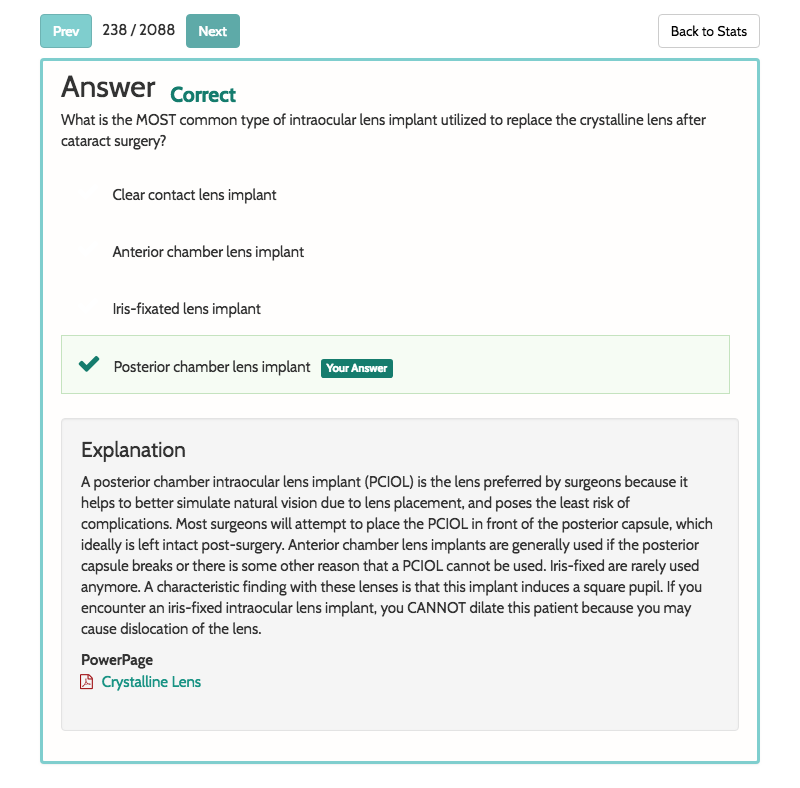 Prev 238 / 2088 Next Back to Stats
Answer Correct
What is the MOST common type of intraocular lens implant utilized to replace the crystalline lens after
cataract surgery?
Clear contact lens implant
Anterior chamber lens implant
Iris-fixated lens implant
Posterior chamber lens implant Your Answer
Explanation
A posterior chamber intraocular lens implant (PCIOL) is the lens preferred by surgeons because it
helps to better simulate natural vision due to lens placement, and poses the least risk of
complications. Most surgeons will attempt to place the PCIOL in front of the posterior capsule, which
ideally is left intact post-surgery. Anterior chamber lens implants are generally used if the posterior
capsule breaks or there is some other reason that a PCIOL cannot be used. Iris-fixed are rarely used
anymore. A characteristic finding with these lenses is that this implant induces a square pupil. If you
encounter an iris-fixed intraocular lens implant, you CANNOT dilate this patient because you may
cause dislocation of the lens.
PowerPage
Crystalline Lens